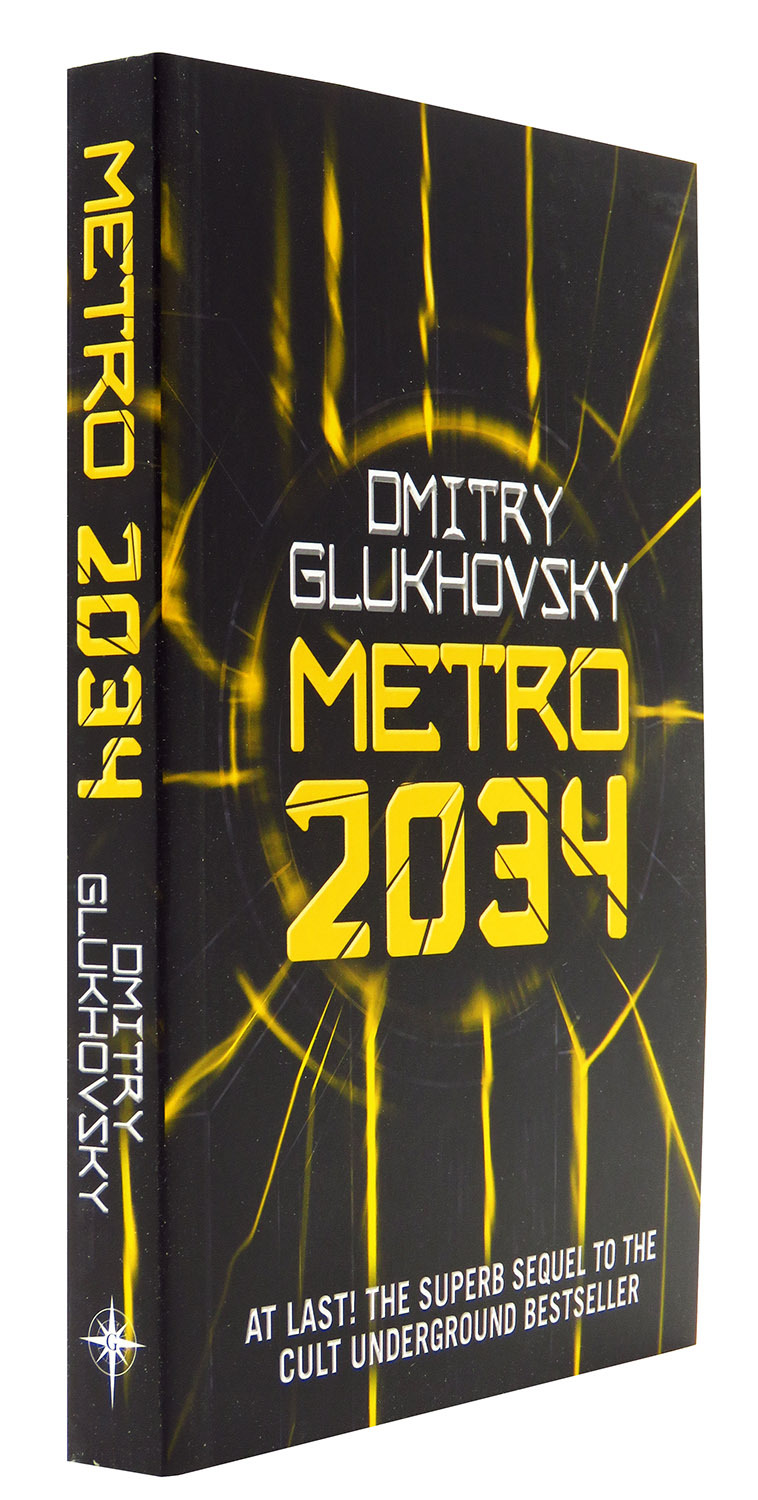 METRO 2034
DMITRY
GLUKHOVSKY
G
DMITRY
GLUKHOVSKY
METRO
2034
AT LAST! THE SUPERB SEQUEL TO THE
CULT UNDERGROUND BESTSELLER